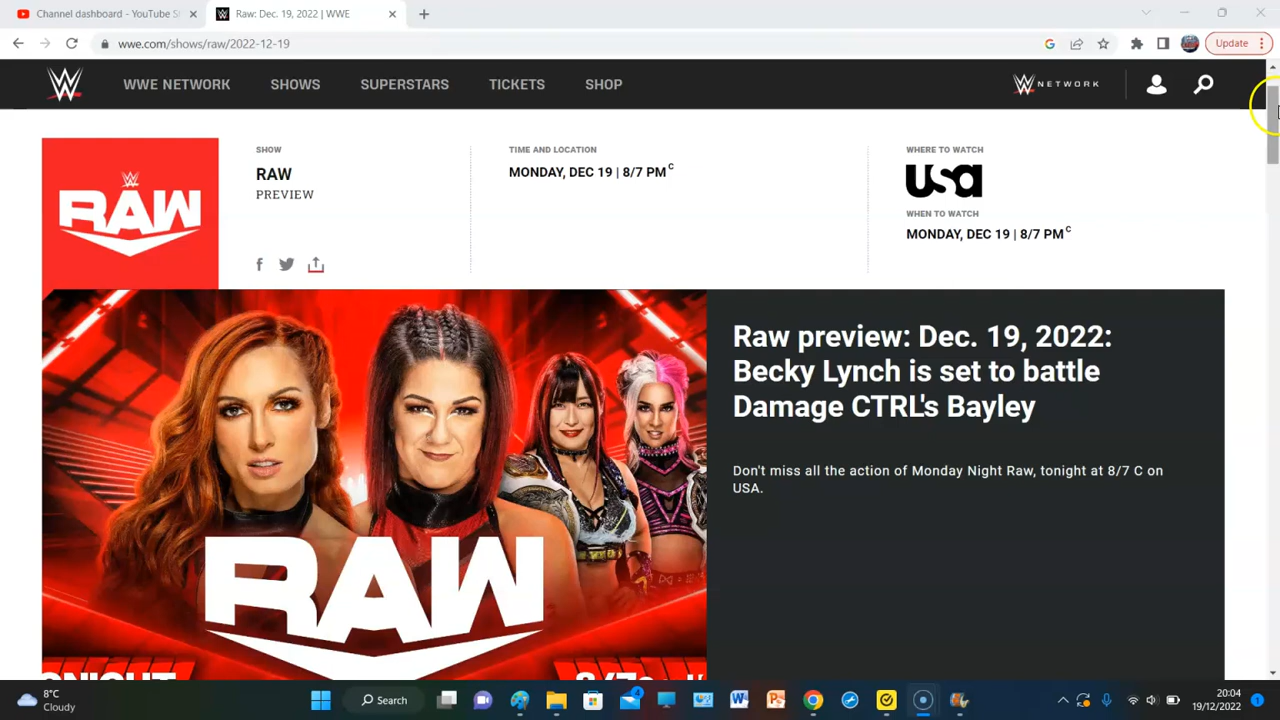 Channel dashboard - YouTube S
Raw: Dec. 19, 2022 | WWE
wwe.com/shows/raw/2022-12-19
Update
W
WWE NETWORK
SHOWS
SUPERSTARS
TICKETS
SHOP
W NETWORK
RAW
SHOW
RAW
PREVIEW
TIME AND LOCATION
MONDAY, DEC 19 | 8/7 PM C
WHERE TO WATCH
usa
WHEN TO WATCH
MONDAY, DEC 19 | 8/7 PM C
Raw preview: Dec. 19, 2022:
Becky Lynch is set to battle
Damage CTRL's Bayley
Don't miss all the action of Monday Night Raw, tonight at 8/7 C on
USA.
RAW
8°C
Cloudy
Search
4
20:04
19/12/2022
1